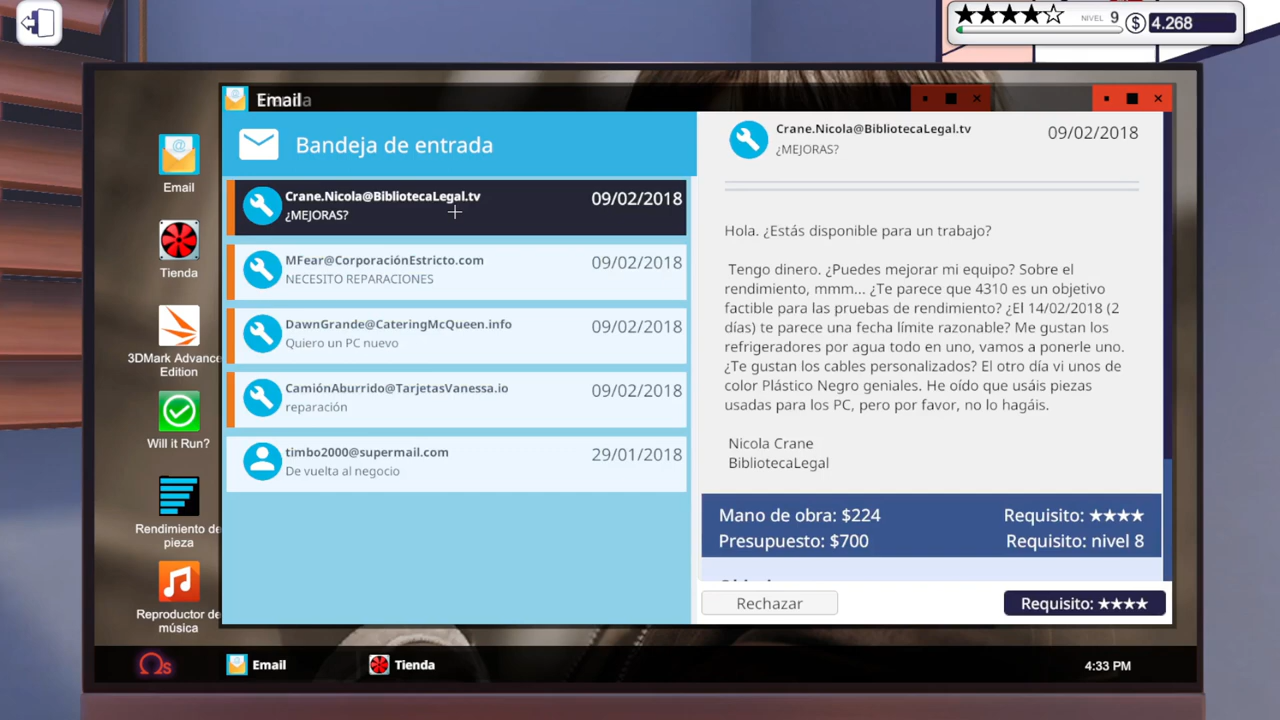 ★★★★☆ NIVEL 9 $ 4.268
Email
Bandeja de entrada
Crane.Nicola@BibliotecaLegal.tv 09/02/2018
¿MEJORAS?
MFear@CorporaciónEstricto.com 09/02/2018
NECESITO REPARACIONES
DawnGrande@CateringMcQueen.info 09/02/2018
Quiero un PC nuevo
CamiónAburrido@TarjetasVanessa.io 09/02/2018
reparación
timbo2000@supermail.com 29/01/2018
De vuelta al negocio
Crane.Nicola@BibliotecaLegal.tv 09/02/2018
¿MEJORAS?
Hola. ¿Estás disponible para un trabajo?
Tengo dinero. ¿Puedes mejorar mi equipo? Sobre el
rendimiento, mmm... ¿Te parece que 4310 es un objetivo
factible para las pruebas de rendimiento? ¿El 14/02/2018 (2
días) te parece una fecha límite razonable? Me gustan los
refrigeradores por agua todo en uno, vamos a ponerle uno.
¿Te gustan los cables personalizados? El otro día vi unos de
color Plástico Negro geniales. He oído que usáis piezas
usadas para los PC, pero por favor, no lo hagáis.
Nicola Crane
BibliotecaLegal
Mano de obra: $224 Requisito: ★★★★
Presupuesto: $700 Requisito: nivel 8
Rechazar Requisito: ★★★★
Email
Tienda
3DMark Advance
Edition
Will it Run?
Rendimiento de
pieza
Reproductor de
música
Ωs Email Tienda 4:33 PM